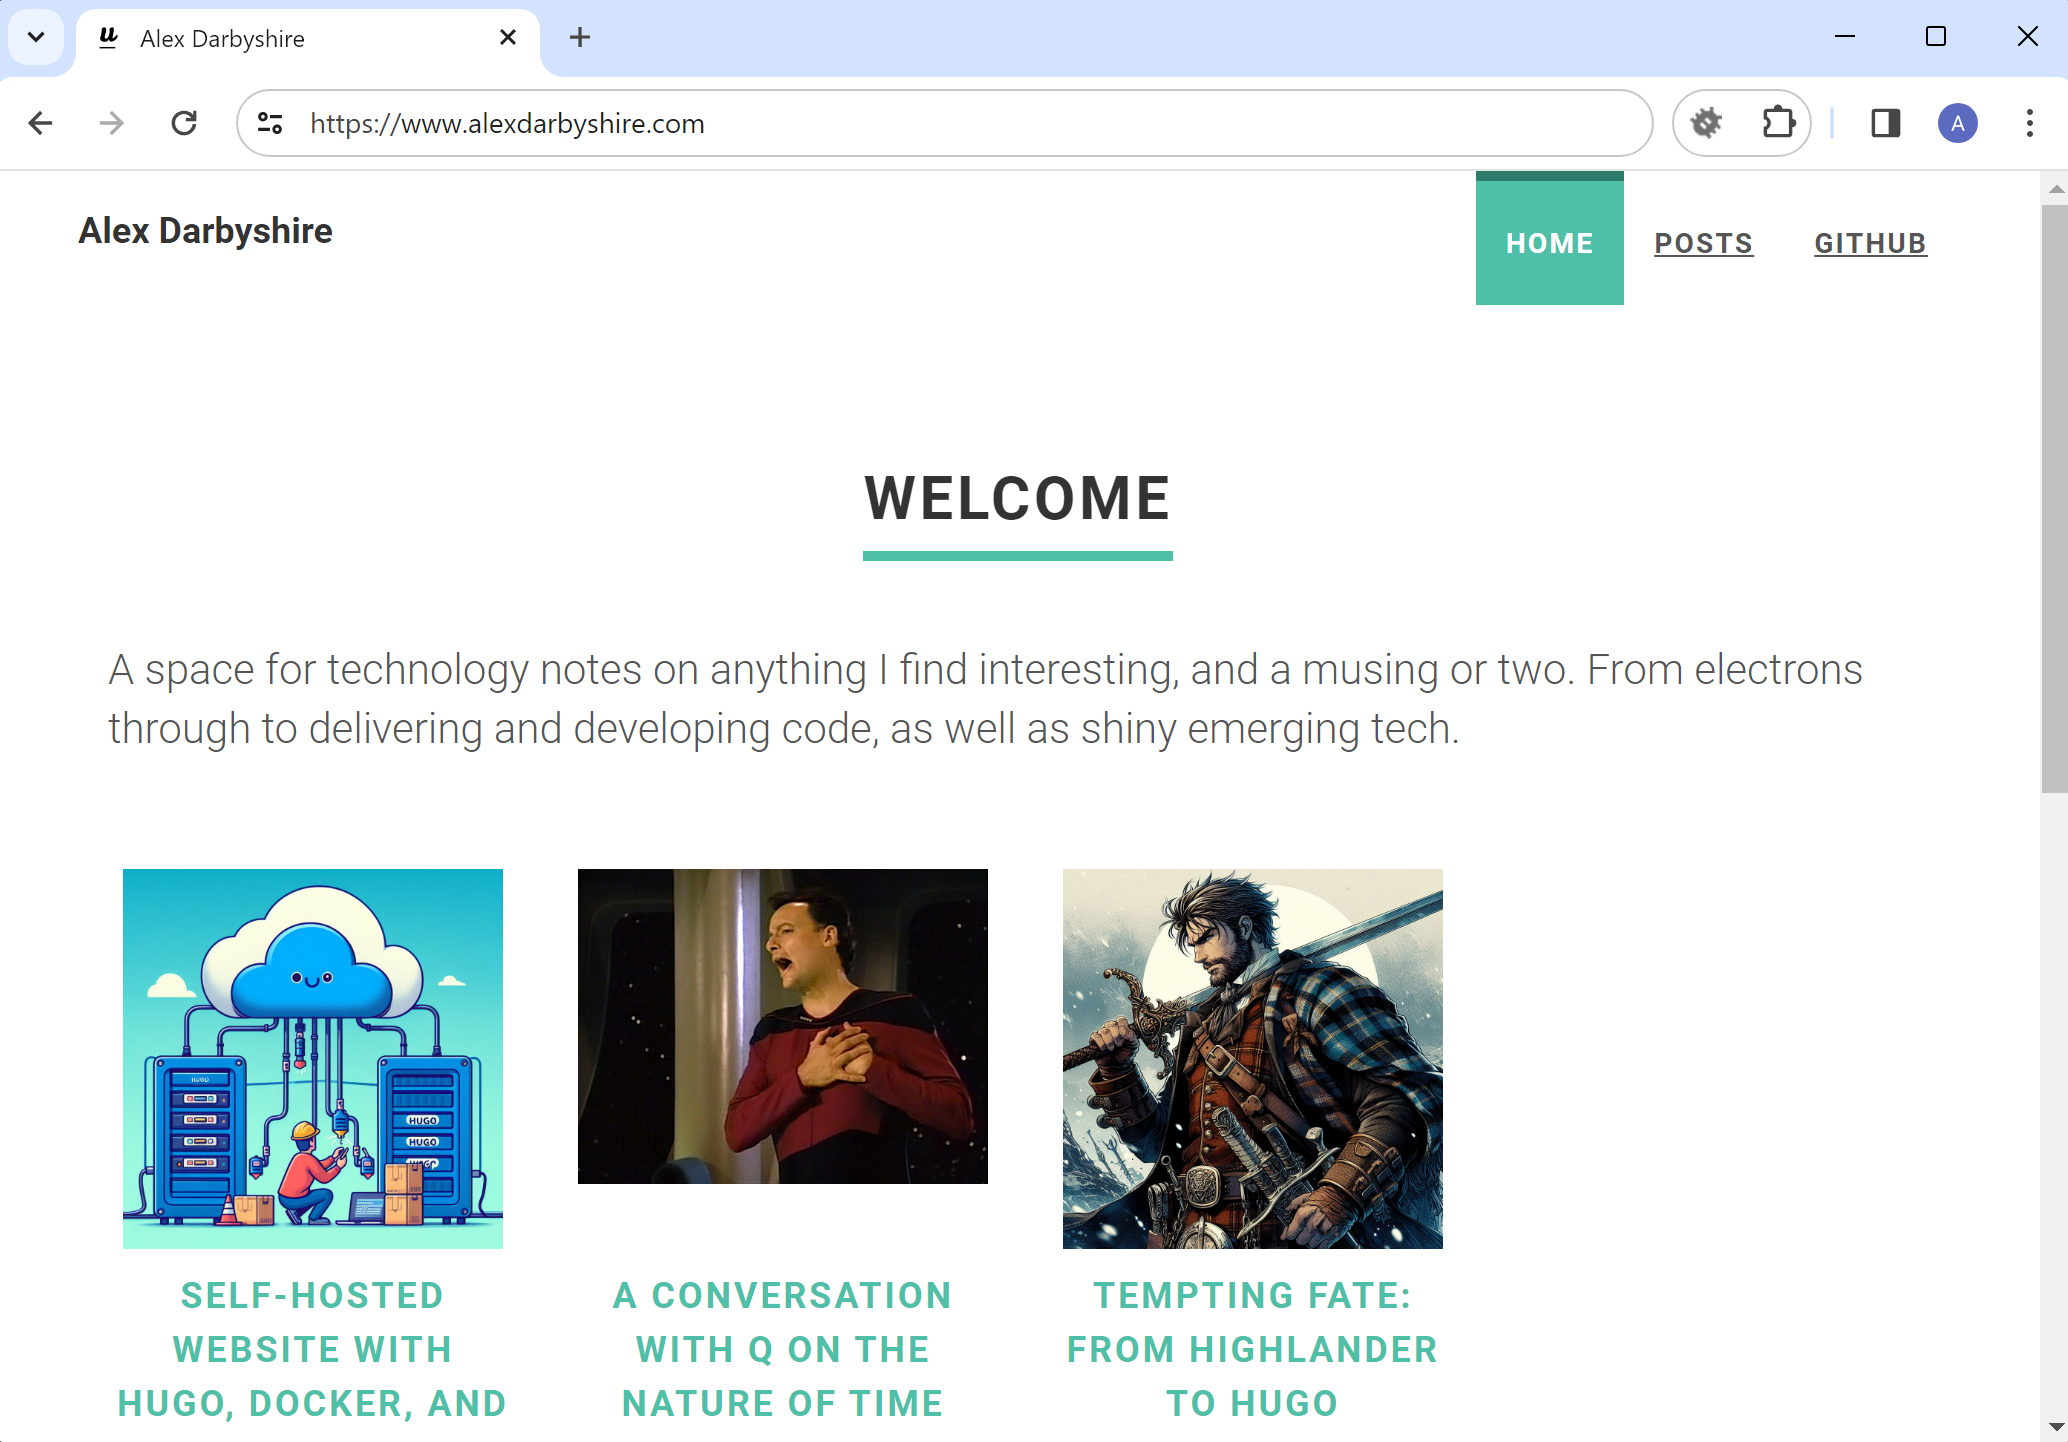 Alex Darbyshire
https://www.alexdarbyshire.com
A
Alex Darbyshire
HOME
POSTS
GITHUB
WELCOME
A space for technology notes on anything I find interesting, and a musing or two. From electrons
through to delivering and developing code, as well as shiny emerging tech.
HUGO
HUGO
HUGO
HUGO
SELF-HOSTED
WEBSITE WITH
HUGO, DOCKER, AND
A CONVERSATION
WITH Q ON THE
NATURE OF TIME
TEMPTING FATE:
FROM HIGHLANDER
TO HUGO